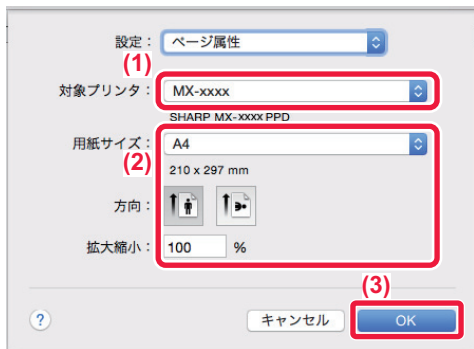 設定： ページ属性
(1)
対象プリンタ： MX-xxxx
SHARP MX-xxxx PPD
用紙サイズ： A4
(2)
210 x 297 mm
方向：
拡大縮小： 100 %
(3)
? キャンセル OK